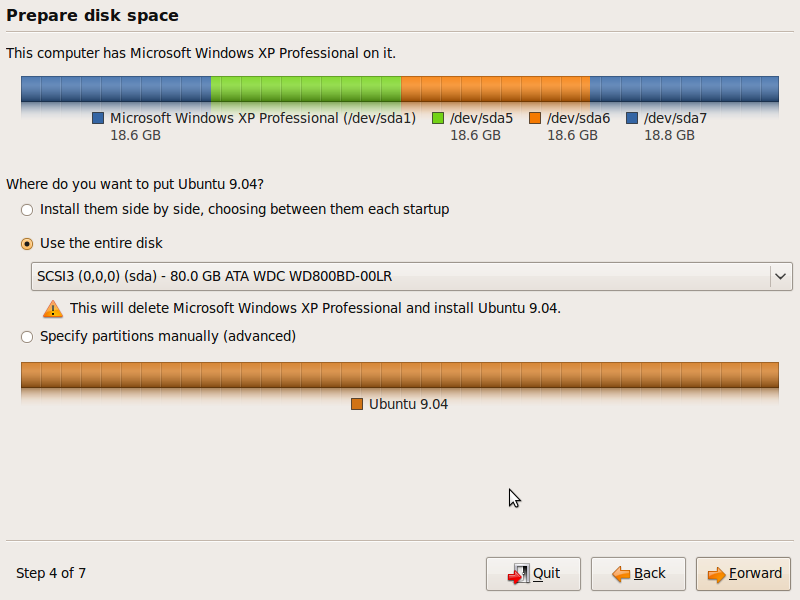 Prepare disk space
This computer has Microsoft Windows XP Professional on it.
Microsoft Windows XP Professional (/dev/sda1) /dev/sda5 /dev/sda6 /dev/sda7
18.6 GB 18.6 GB 18.6 GB 18.8 GB
Where do you want to put Ubuntu 9.04?
Install them side by side, choosing between them each startup
Use the entire disk
SCSI3 (0,0,0) (sda) - 80.0 GB ATA WDC WD800BD-00LR
This will delete Microsoft Windows XP Professional and install Ubuntu 9.04.
Specify partitions manually (advanced)
Ubuntu 9.04
Step 4 of 7 Quit Back Forward